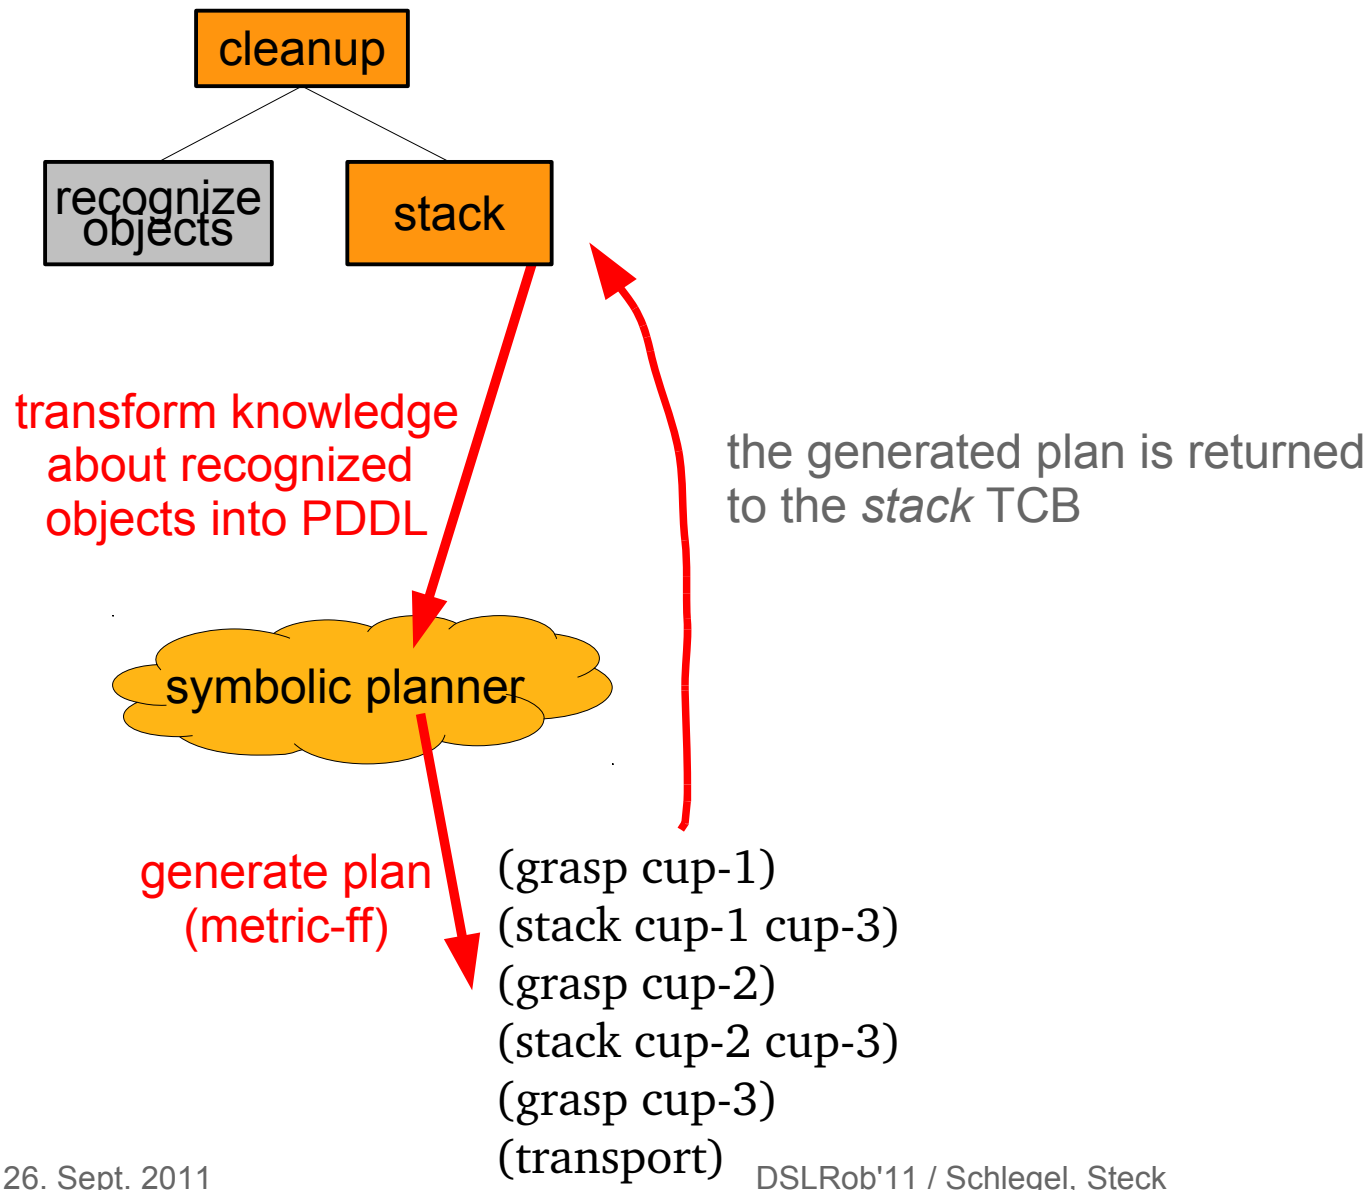 cleanup
recognize
objects
stack
transform knowledge
about recognized
objects into PDDL
the generated plan is returned
to the stack TCB
symbolic planner
generate plan
(metric-ff)
(grasp cup-1)
(stack cup-1 cup-3)
(grasp cup-2)
(stack cup-2 cup-3)
(grasp cup-3)
(transport)
26. Sept. 2011
DSLRob'11 / Schlegel, Steck